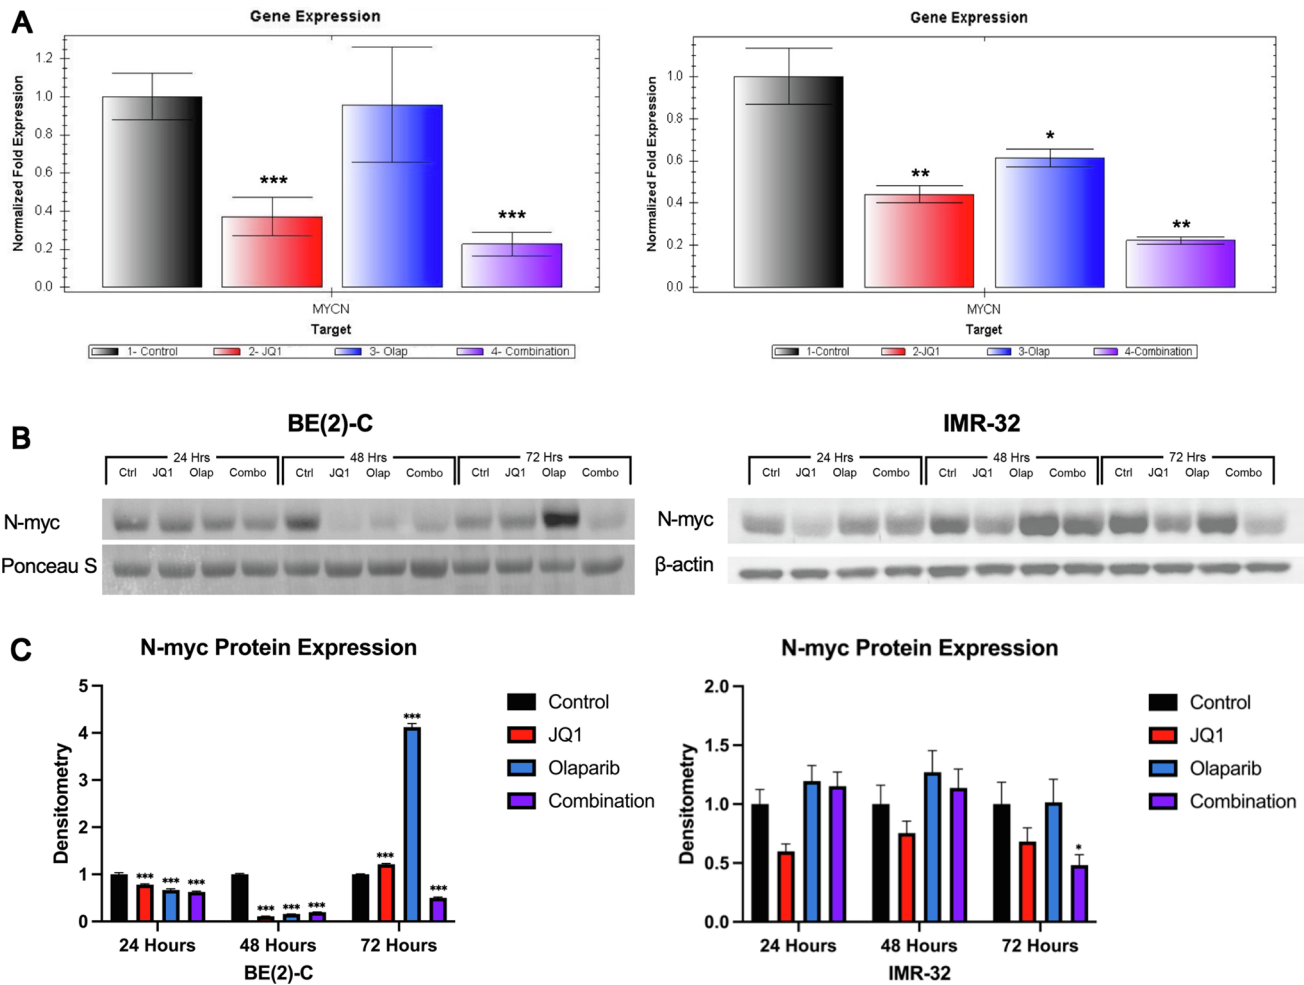 A
Gene Expression
Normalized Fold Expression
1.2
1.0
0.8
0.6
0.4
0.2
0.0
***
***
MYCN
Target
1- Control 2- JQ1 3- Olap 4- Combination
Gene Expression
Normalized Fold Expression
1.0
0.8
0.6
0.4
0.2
0.0
**
*
**
MYCN
Target
1-Control 2-JQ1 3-Olap 4-Combination
B
BE(2)-C
24 Hrs 48 Hrs 72 Hrs
Ctrl JQ1 Olap Combo Ctrl JQ1 Olap Combo Ctrl JQ1 Olap Combo
N-myc
Ponceau S
IMR-32
24 Hrs 48 Hrs 72 Hrs
Ctrl JQ1 Olap Combo Ctrl JQ1 Olap Combo Ctrl JQ1 Olap Combo
N-myc
β-actin
C
N-myc Protein Expression
Densitometry
5
4
3
2
1
0
*** *** ***
*** *** ***
*** *** ***
24 Hours 48 Hours 72 Hours
BE(2)-C
Control
JQ1
Olaparib
Combination
N-myc Protein Expression
Densitometry
2.0
1.5
1.0
0.5
0.0
*
24 Hours 48 Hours 72 Hours
IMR-32
Control
JQ1
Olaparib
Combination